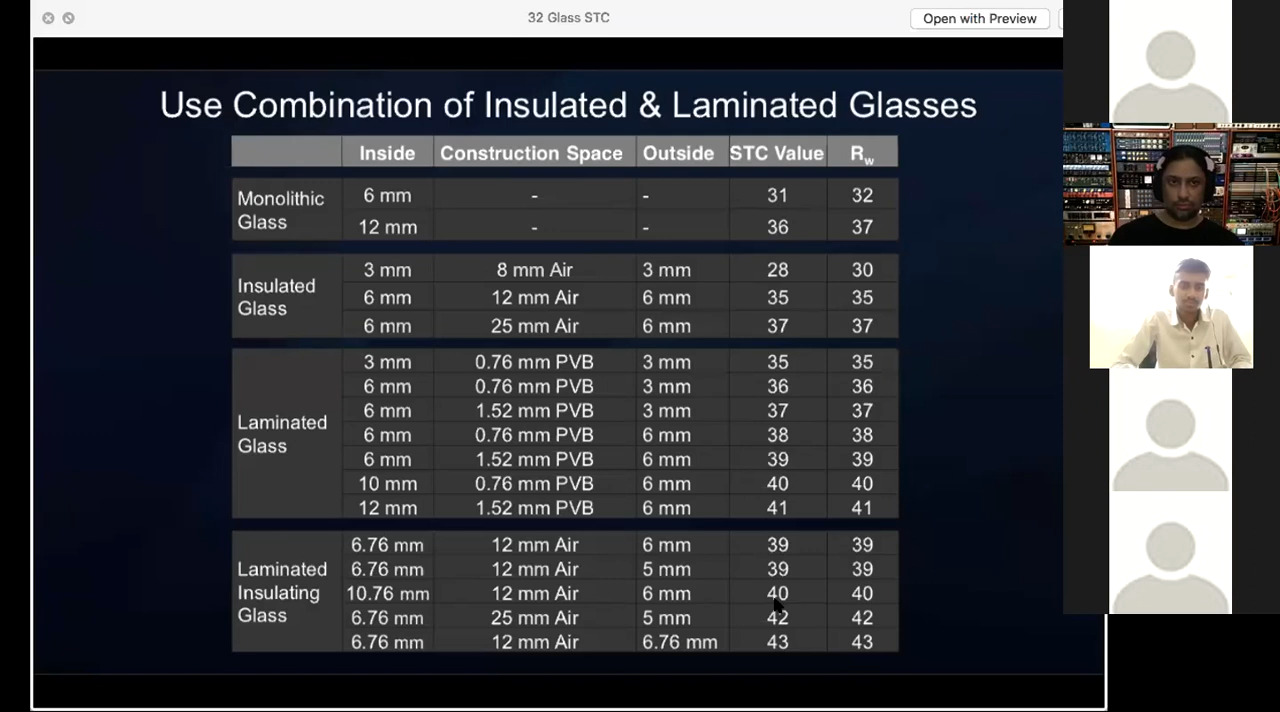 32 Glass STC
Open with Preview
Use Combination of Insulated & Laminated Glasses
Inside Construction Space Outside STC Value Rw
Monolithic Glass
6 mm - - 31 32
12 mm - - 36 37
Insulated Glass
3 mm 8 mm Air 3 mm 28 30
6 mm 12 mm Air 6 mm 35 35
6 mm 25 mm Air 6 mm 37 37
Laminated Glass
3 mm 0.76 mm PVB 3 mm 35 35
6 mm 0.76 mm PVB 3 mm 36 36
6 mm 1.52 mm PVB 3 mm 37 37
6 mm 0.76 mm PVB 6 mm 38 38
6 mm 1.52 mm PVB 6 mm 39 39
10 mm 0.76 mm PVB 6 mm 40 40
12 mm 1.52 mm PVB 6 mm 41 41
Laminated Insulating Glass
6.76 mm 12 mm Air 6 mm 39 39
6.76 mm 12 mm Air 5 mm 39 39
10.76 mm 12 mm Air 6 mm 40 40
6.76 mm 25 mm Air 5 mm 42 42
6.76 mm 12 mm Air 6.76 mm 43 43